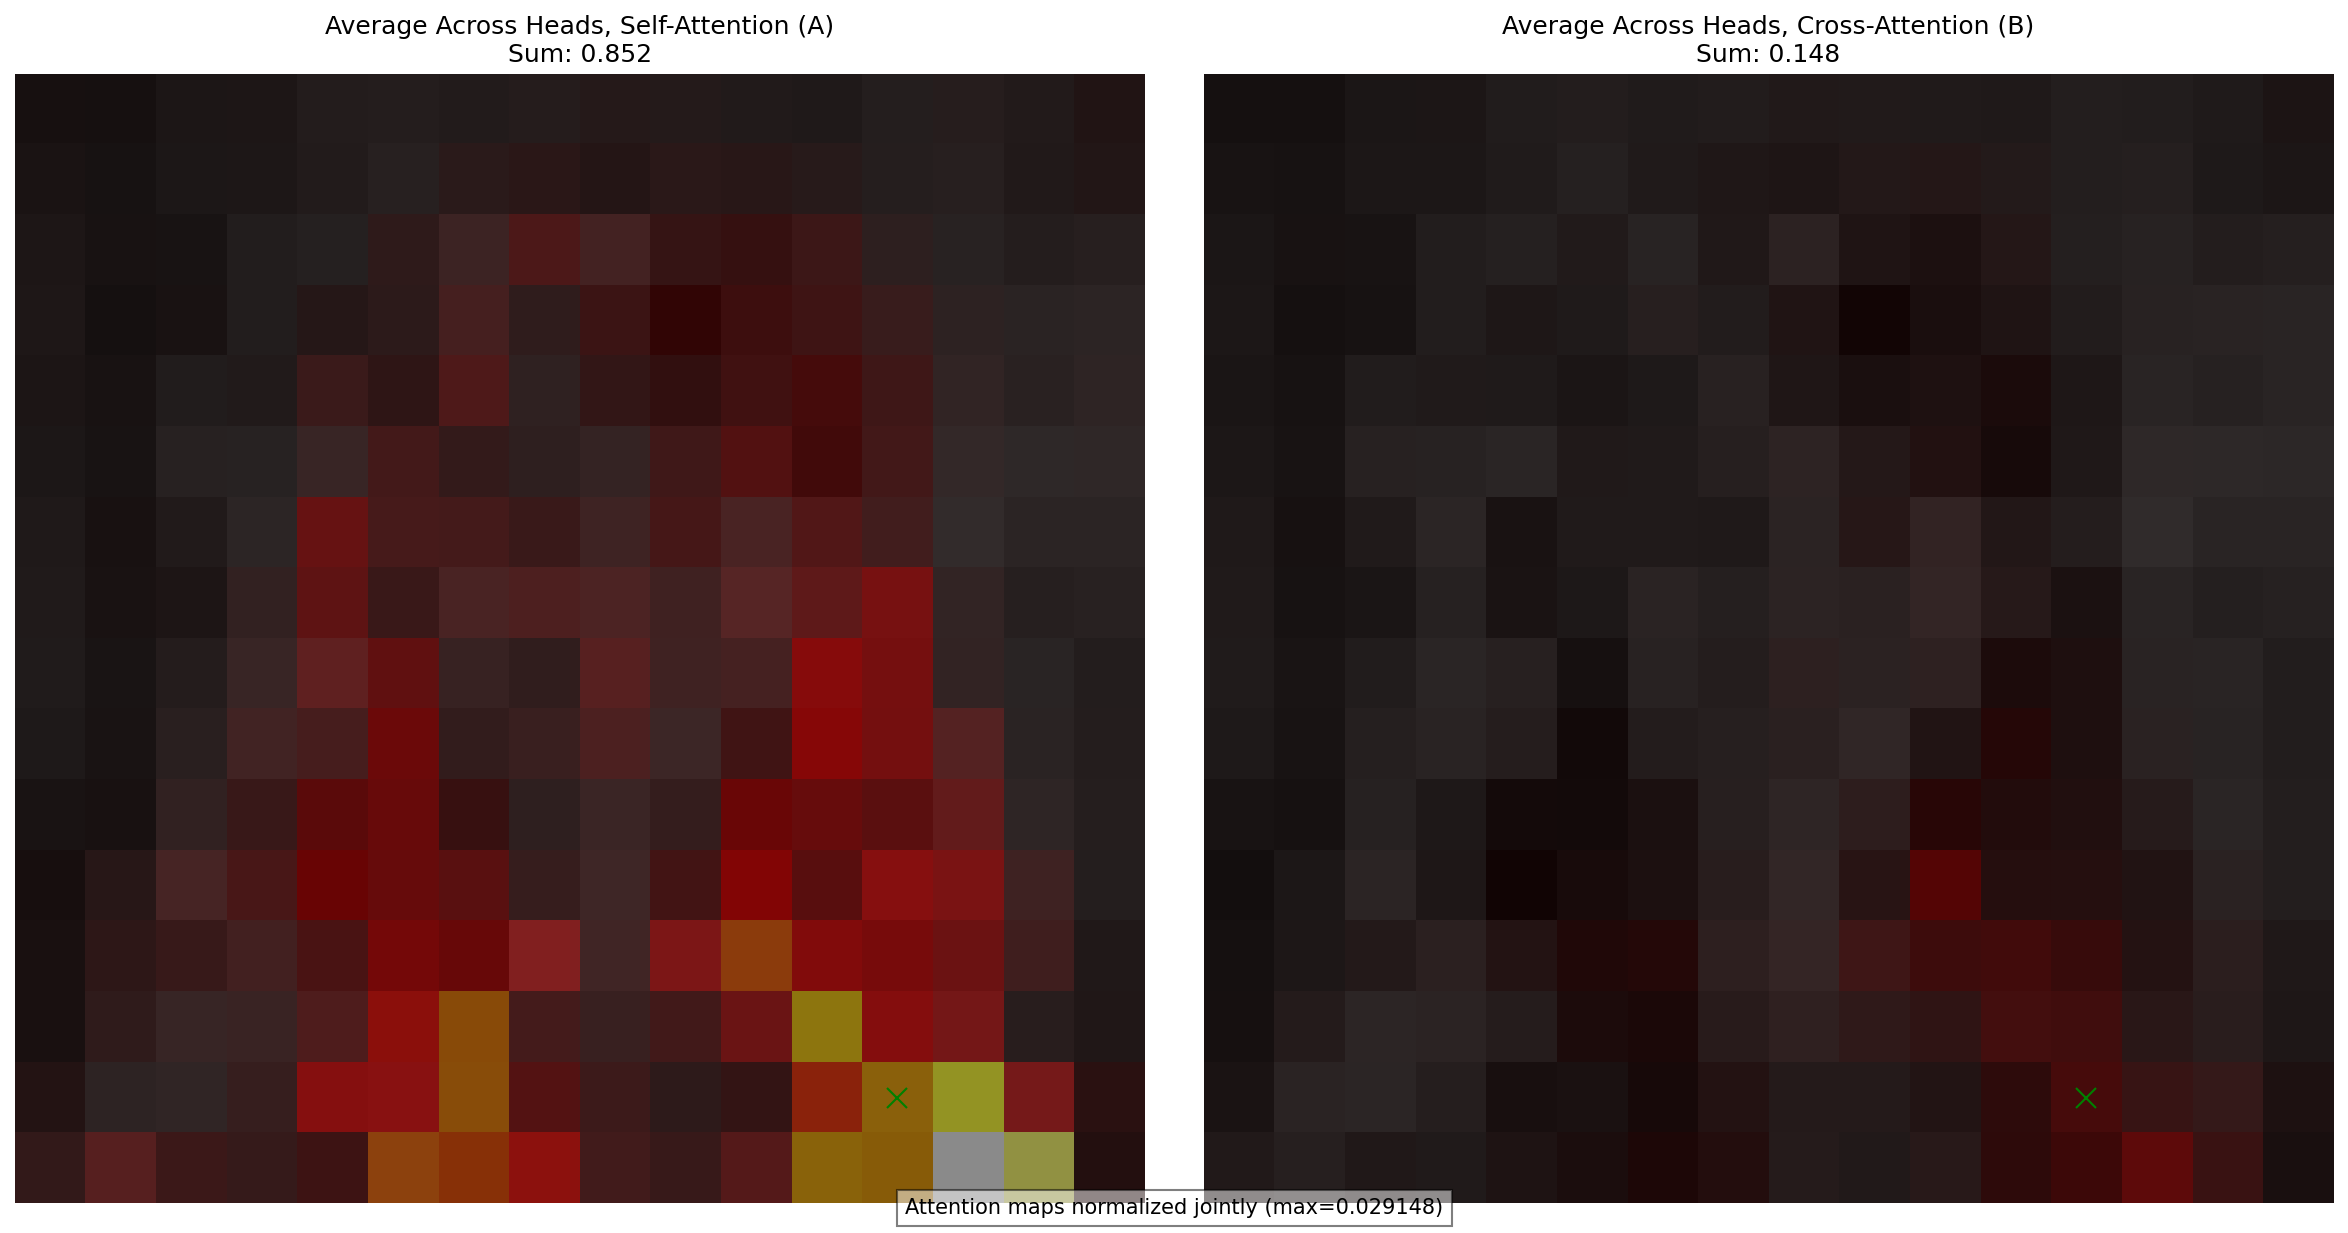 Average Across Heads, Self-Attention (A)
Sum: 0.852
Average Across Heads, Cross-Attention (B)
Sum: 0.148
Attention maps normalized jointly (max=0.029148)